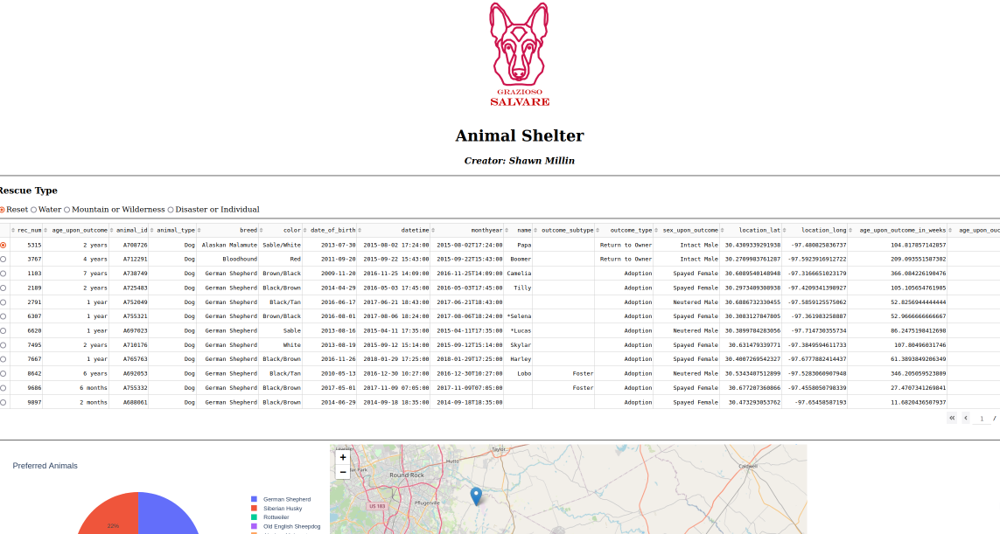 GRAZIOSO
SALVARE
Animal Shelter
Creator: Shawn Millin
Rescue Type
Reset Water Mountain or Wilderness Disaster or Individual
rec_num age_upon_outcome animal_id animal_type breed color date_of_birth datetime monthyear name outcome_subtype outcome_type sex_upon_outcome location_lat location_long age_upon_outcome_in_weeks age_upon_ouc
5315 2 years A708726 Dog Alaskan Malamute Sable/White 2013-07-30 2015-08-02 17:24:00 2015-08-02T17:24:00 Papa Return to Owner Intact Male 30.4309339291938 -97.480825836737 104.817857142857
3767 4 years A712291 Dog Bloodhound Red 2011-09-20 2015-09-22 15:43:00 2015-09-22T15:43:00 Boomer Return to Owner Intact Male 30.2709983761287 -97.5923916912722 209.093551587302
1103 7 years A738749 Dog German Shepherd Brown/Black 2009-11-20 2016-11-25 14:09:00 2016-11-25T14:09:00 Camelia Adoption Spayed Female 30.6089540148948 -97.3166651023179 366.084226190476
2189 2 years A725483 Dog German Shepherd Black/Brown 2014-04-29 2016-05-03 17:45:00 2016-05-03T17:45:00 Tilly Adoption Spayed Female 30.2973409308938 -97.4209341398927 105.105654761905
2791 1 year A752049 Dog German Shepherd Black/Tan 2016-06-17 2017-06-21 18:43:00 2017-06-21T18:43:00 Adoption Neutered Male 30.6886732330455 -97.5859125575062 52.8256944444444
6307 1 year A755321 Dog German Shepherd Brown/Black 2016-08-01 2017-08-06 18:24:00 2017-08-06T18:24:00 *Selena Adoption Spayed Female 30.3083127847805 -97.361983258887 52.9666666666667
6620 1 year A697023 Dog German Shepherd Sable 2013-08-16 2015-04-11 17:35:00 2015-04-11T17:35:00 *Lucas Adoption Neutered Male 30.3899784283056 -97.714730355734 86.2475198412698
7495 2 years A710176 Dog German Shepherd White 2013-08-19 2015-09-12 15:14:00 2015-09-12T15:14:00 Skylar Adoption Spayed Female 30.631479339771 -97.3849594611733 107.80496031746
7667 1 year A765763 Dog German Shepherd Black/Brown 2016-11-26 2018-01-29 17:25:00 2018-01-29T17:25:00 Harley Adoption Spayed Female 30.4007269542327 -97.6777882414437 61.3893849206349
8642 6 years A692053 Dog German Shepherd Black/Tan 2010-05-13 2016-12-30 10:27:00 2016-12-30T10:27:00 Lobo Foster Adoption Neutered Male 30.5343407512899 -97.5283060907948 346.205059523809
9686 6 months A755332 Dog German Shepherd Black/Brown 2017-05-01 2017-11-09 07:05:00 2017-11-09T07:05:00 Foster Adoption Spayed Female 30.677207360866 -97.4558050798339 27.4707341269841
9897 2 months A688061 Dog German Shepherd Black/Brown 2014-06-29 2014-09-18 18:35:00 2014-09-18T18:35:00 Adoption Spayed Female 30.473293053762 -97.65458587193 11.6820436507937
« ‹ 1 /
Preferred Animals
22%
German Shepherd
Siberian Husky
Rottweiler
Old English Sheepdog
+
−
Taylor
Hutto
Round Rock
Caldwell
US 183
Pflugerville